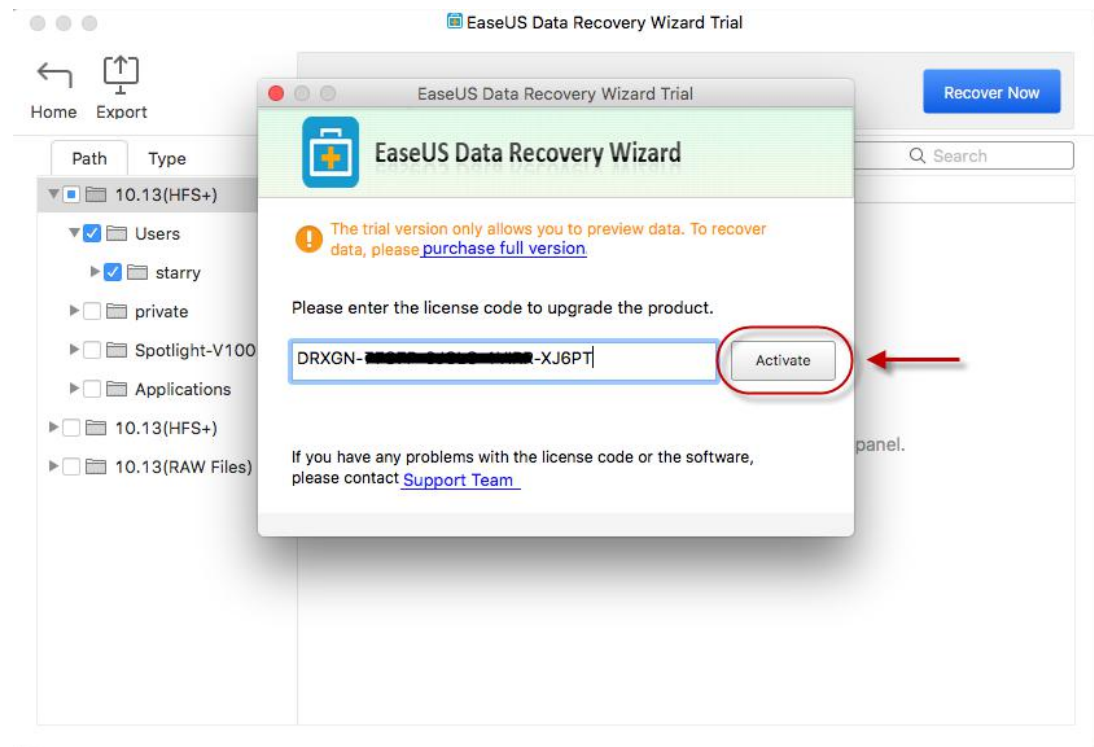 EaseUS Data Recovery Wizard Trial
Home Export
Recover Now
Path Type
Search
10.13(HFS+)
Users
starry
private
Spotlight-V100
Applications
10.13(HFS+)
10.13(RAW Files)
EaseUS Data Recovery Wizard Trial
EaseUS Data Recovery Wizard
The trial version only allows you to preview data. To recover
data, please purchase full version
Please enter the license code to upgrade the product.
DRXGN- -XJ6PT
Activate
If you have any problems with the license code or the software,
please contact Support Team
panel.